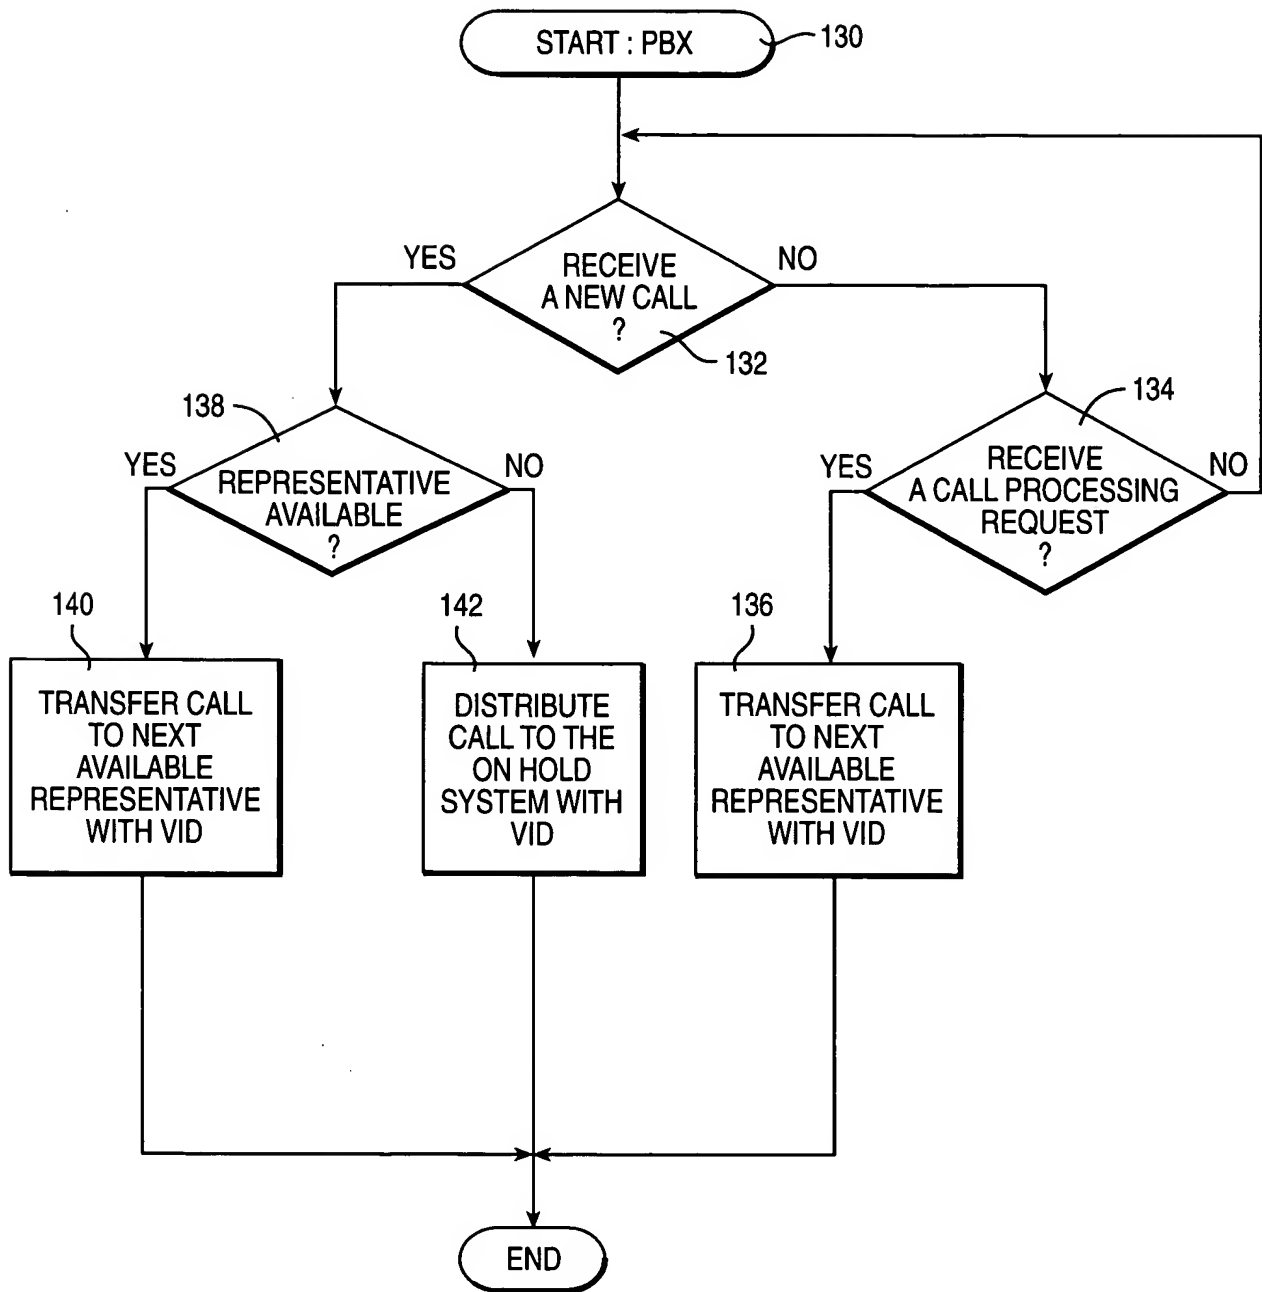 START : PBX
130
YES
NO
RECEIVE
A NEW CALL
?
132
138
134
YES
NO
REPRESENTATIVE
AVAILABLE
?
YES
NO
RECEIVE
A CALL PROCESSING
REQUEST
?
140
142
136
TRANSFER CALL
TO NEXT
AVAILABLE
REPRESENTATIVE
WITH VID
DISTRIBUTE
CALL TO THE
ON HOLD
SYSTEM WITH
VID
TRANSFER CALL
TO NEXT
AVAILABLE
REPRESENTATIVE
WITH VID
END